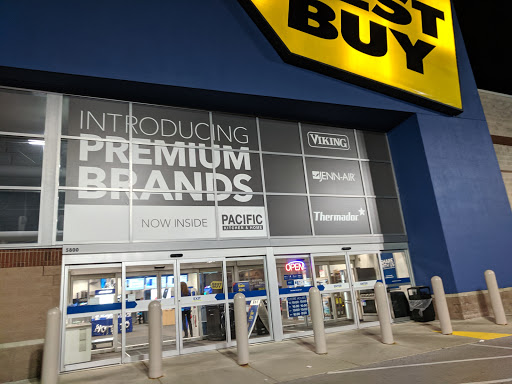 BEST
BUY
INTRODUCING
PREMIUM
BRANDS
NOW INSIDE
PACIFIC
KITCHEN & HOME
VIKING
JENN-AIR
Thermador
5800
OPEN